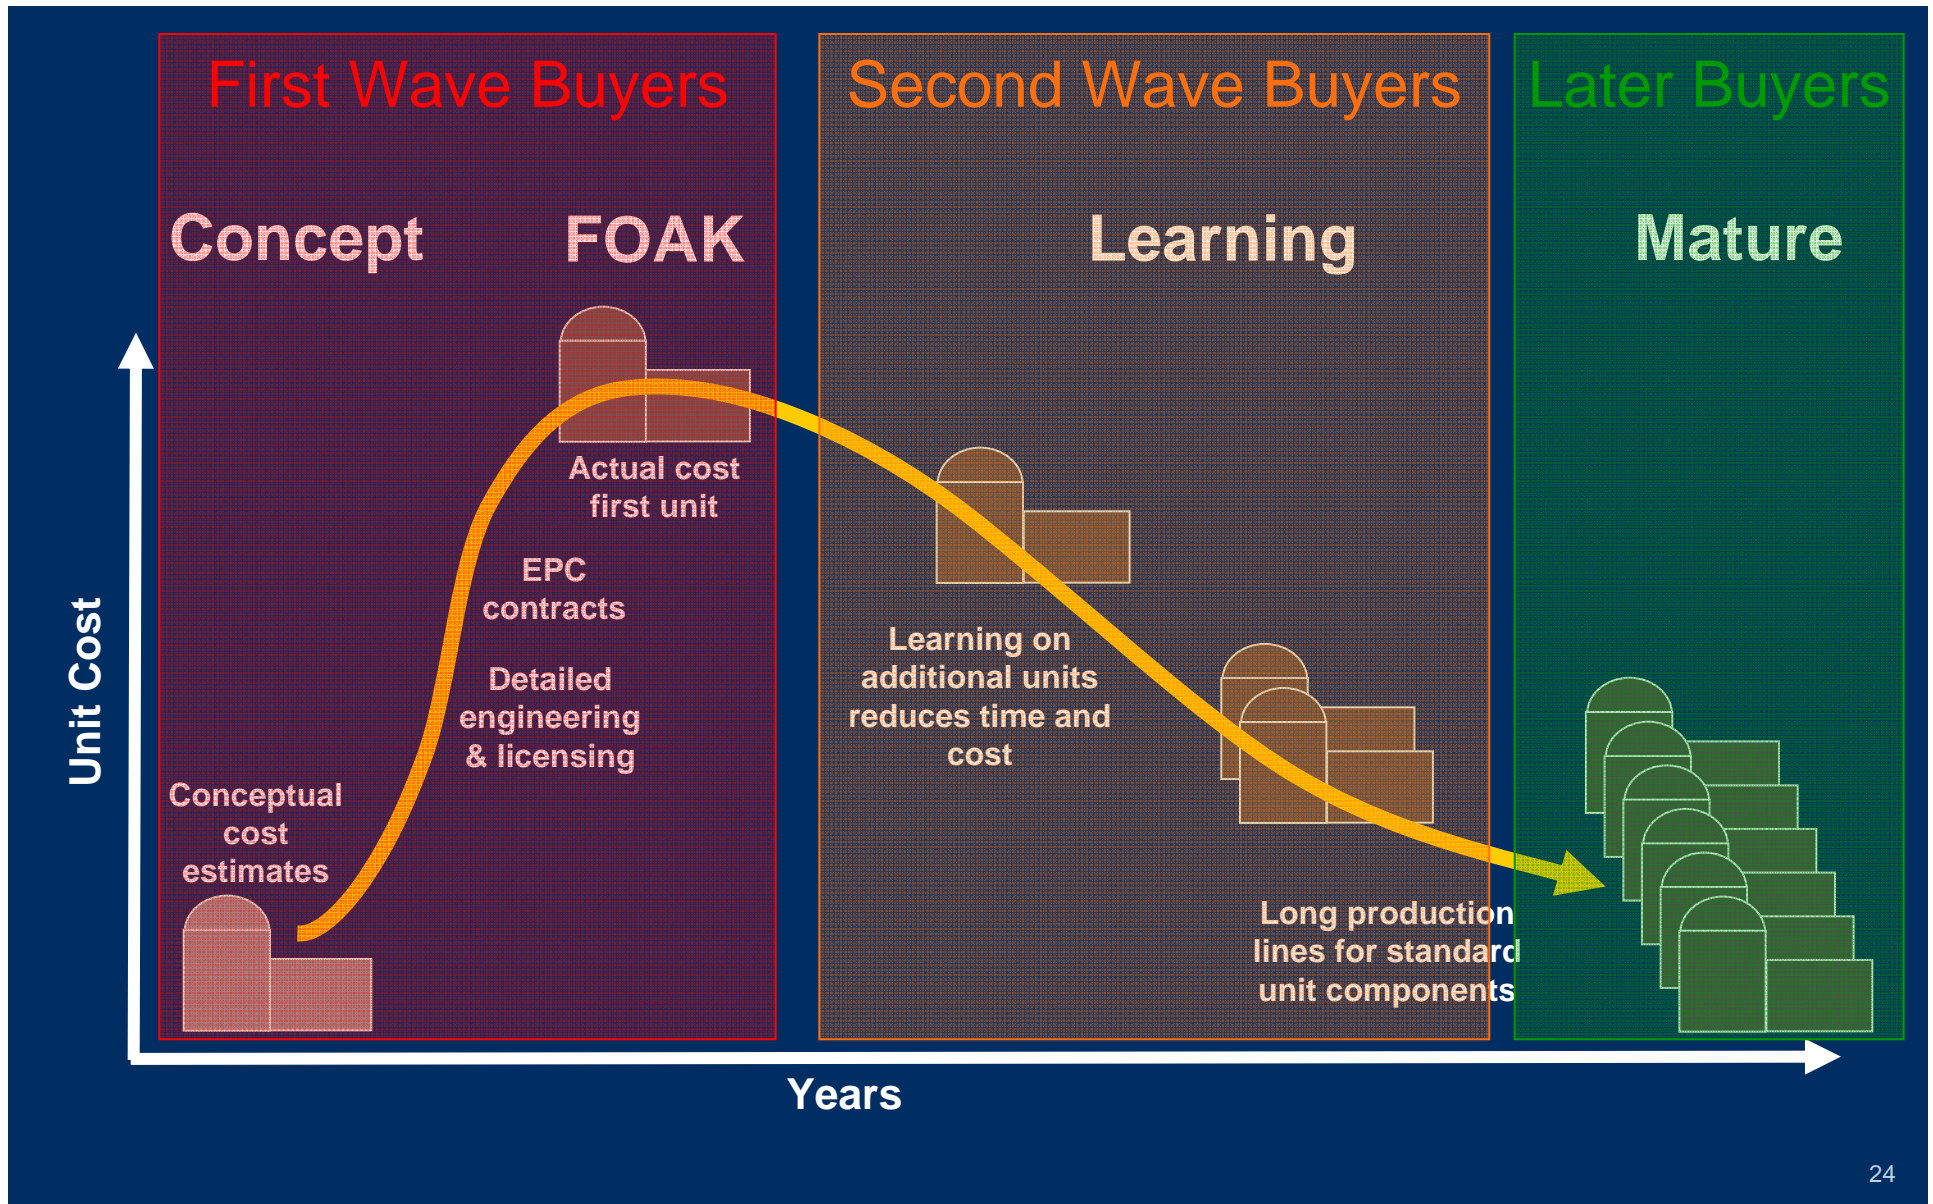 First Wave Buyers
Second Wave Buyers
Later Buyers
Concept
FOAK
Learning
Mature
Actual cost
first unit
EPC
contracts
Detailed
engineering
& licensing
Conceptual
cost
estimates
Learning on
additional units
reduces time and
cost
Long production
lines for standard
unit components
Unit Cost
Years
24